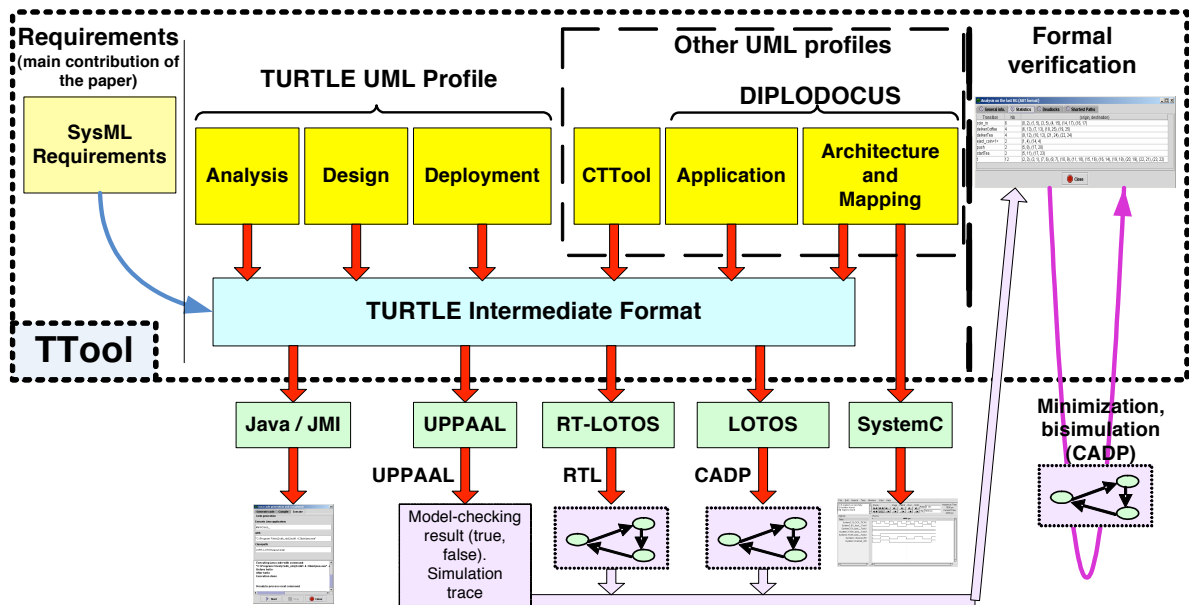 Requirements
(main contribution of
the paper)
SysML
Requirements
TURTLE UML Profile
Analysis
Design
Deployment
Other UML profiles
DIPLODOCUS
CTTool
Application
Architecture
and
Mapping
Formal
verification
Close
TURTLE Intermediate Format
TTool
Java / JMI
UPPAAL
RT-LOTOS
LOTOS
SystemC
UPPAAL
RTL
CADP
Minimization,
bisimulation
(CADP)
Model-checking
result (true,
false).
Simulation
trace